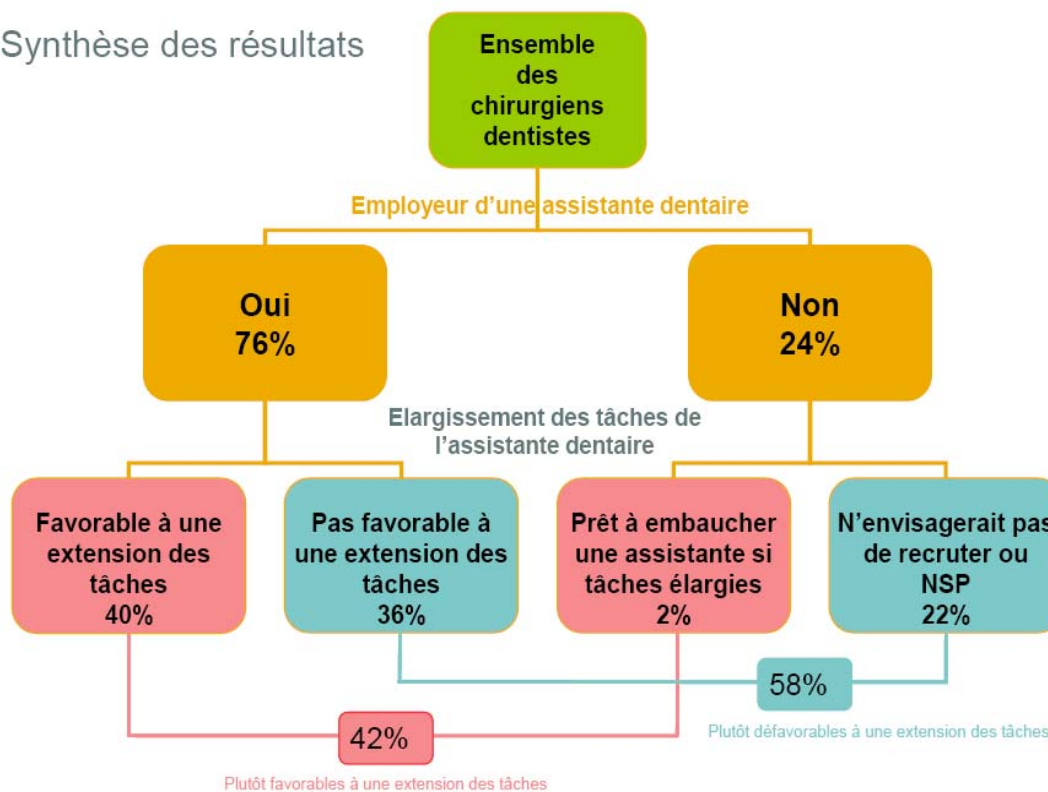 Synthèse des résultats
Ensemble
des
chirurgiens
dentistes
Employeur d'une assistante dentaire
Oui
76%
Non
24%
Elargissement des tâches de
l'assistante dentaire
Favorable à une
extension des
tâches
40%
Pas favorable à
une extension des
tâches
36%
Prêt à embaucher
une assistante si
tâches élargies
2%
N'envisagerait pas
de recruter ou
NSP
22%
58%
Plutôt défavorables à une extension des tâches
42%
Plutôt favorables à une extension des tâches